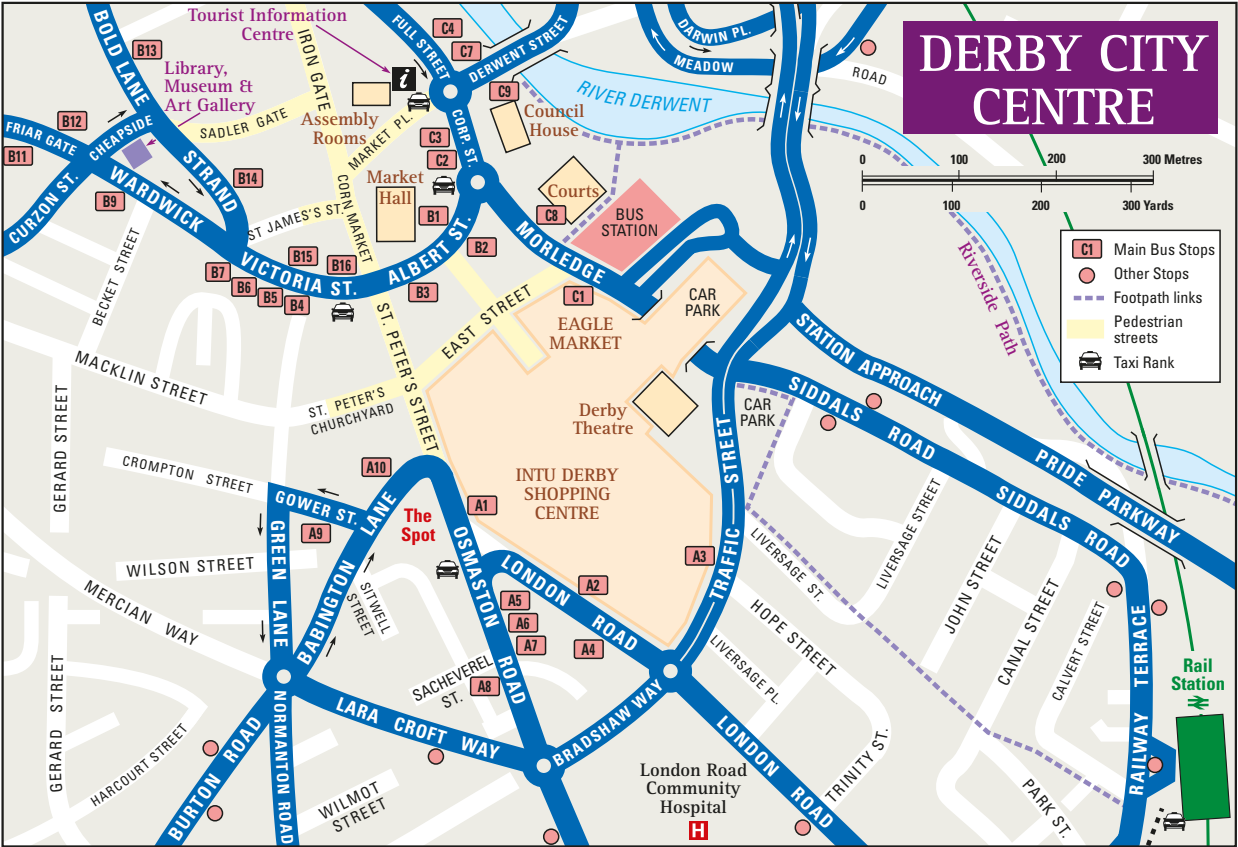 DERBY CITY
CENTRE
0 100 200 300 Metres
0 100 200 300 Yards
C1 Main Bus Stops
Other Stops
Footpath links
Pedestrian
streets
Taxi Rank
Tourist Information
Centre
i
Library,
Museum &
Art Gallery
BOLD LANE
B13
IRON GATE
FULL STREET
C4
C7
DERWENT STREET
DARWIN PL.
MEADOW
ROAD
RIVER DERWENT
Riverside Path
B12
FRIAR GATE
B11
CHEAPSIDE
SADLER GATE
Assembly
Rooms
MARKET PL.
C9
Council
House
CORP. ST.
C3
C2
CURZON ST.
WARDWICK
B9
STRAND
B14
CORN MARKET
Market
Hall
B1
B2
Courts
C8
BUS
STATION
MORLEDGE
ST JAMES'S ST.
BECKET STREET
B7
B6
B5
B4
B15
B16
VICTORIA ST.
ALBERT ST.
B3
C1
CAR
PARK
EAGLE
MARKET
EAST STREET
ST. PETER'S STREET
MACKLIN STREET
ST. PETER'S
CHURCHYARD
GERARD STREET
Derby
Theatre
CAR
PARK
STATION APPROACH
SIDDALS ROAD
PRIDE PARKWAY
SIDDALS ROAD
CROMPTON STREET
GOWER ST.
A10
A9
The
Spot
A1
INTU DERBY
SHOPPING
CENTRE
A3
TRAFFIC STREET
LIVERSAGE STREET
LIVERSAGE ST.
JOHN STREET
CANAL STREET
CALVERT STREET
WILSON STREET
GREEN LANE
BABINGTON LANE
SITWELL
STREET
OSMASTON ROAD
LONDON ROAD
A2
A5
A6
A7
A4
A8
HOPE STREET
LIVERSAGE PL.
MERCIAN WAY
SACHEVEREL
ST.
GERARD STREET
HARCOURT STREET
BURTON ROAD
NORMANTON ROAD
LARA CROFT WAY
BRADSHAW WAY
WILMOT
STREET
LONDON ROAD
London Road
Community
Hospital
H
TRINITY ST.
PARK ST.
RAILWAY TERRACE
Rail
Station